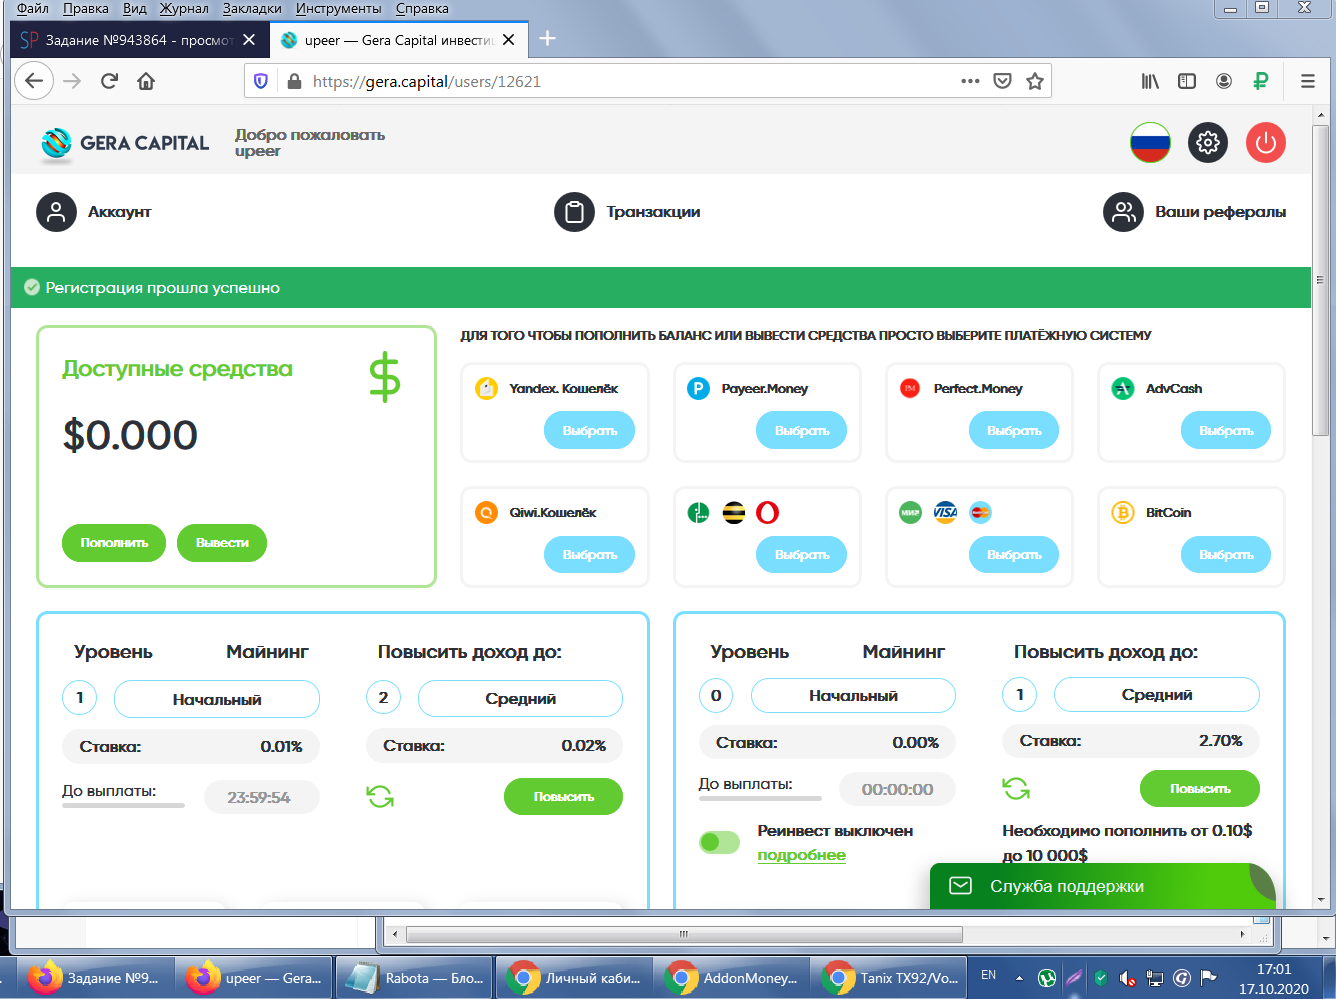 Файл Правка Вид Журнал Закладки Инструменты Справка
Задание №943864 - просмот
upeer — Gera Capital инвестиц
https://gera.capital/users/12621
GERA CAPITAL
Добро пожаловать
upeer
Аккаунт
Транзакции
Ваши рефералы
Регистрация прошла успешно
Доступные средства
$
$0.000
Пополнить
Вывести
ДЛЯ ТОГО ЧТОБЫ ПОПОЛНИТЬ БАЛАНС ИЛИ ВЫВЕСТИ СРЕДСТВА ПРОСТО ВЫБЕРИТЕ ПЛАТЁЖНУЮ СИСТЕМУ
Yandex. Кошелёк
Выбрать
Payeer.Money
Выбрать
PM
Perfect.Money
Выбрать
AdvCash
Выбрать
Qiwi.Кошелёк
Выбрать
Выбрать
МИР VISA
Выбрать
BitCoin
Выбрать
Уровень Майнинг Повысить доход до:
1 Начальный 2 Средний
Ставка: 0.01% Ставка: 0.02%
До выплаты: 23:59:54 Повысить
Уровень Майнинг Повысить доход до:
0 Начальный 1 Средний
Ставка: 0.00% Ставка: 2.70%
До выплаты: 00:00:00 Повысить
Реинвест выключен
подробнее
Необходимо пополнить от 0.10$
до 10 000$
Служба поддержки
Задание №9...
upeer — Gera...
Rabota — Бло...
Личный каби...
AddonMoney...
Tanix TX92/Vo...
EN
17:01
17.10.2020